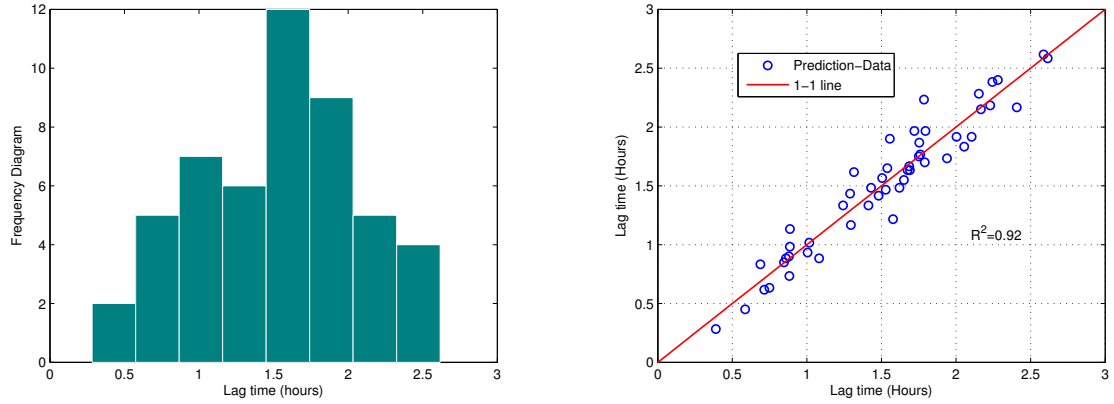 12
10
8
6
4
2
0
Frequency Diagram
0 0.5 1 1.5 2 2.5 3
Lag time (hours)
3
2.5
2
1.5
1
0.5
0
Lag time (Hours)
Prediction−Data
1−1 line
R²=0.92
0 0.5 1 1.5 2 2.5 3
Lag time (Hours)